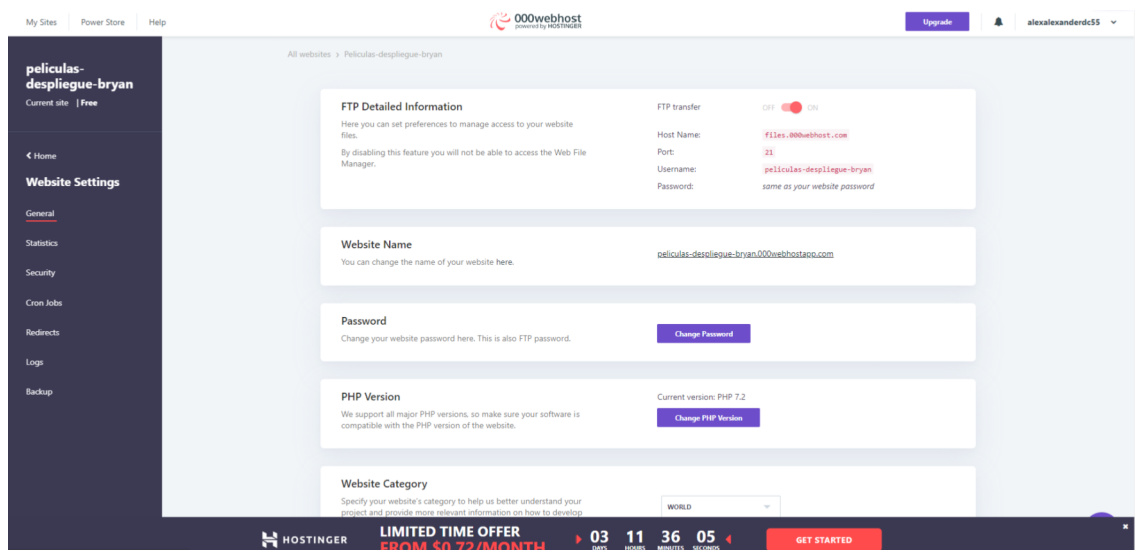 My Sites
Power Store
Help
000webhost
powered by HOSTINGER
Upgrade
alexalexanderdc55
peliculas-
despliegue-bryan
Current site | Free
Home
Website Settings
General
Statistics
Security
Cron Jobs
Redirects
Logs
Backup
All websites > Peliculas-despliegue-bryan
FTP Detailed Information
Here you can set preferences to manage access to your website
files.
By disabling this feature you will not be able to access the Web File
Manager.
FTP transfer
OFF ON
Host Name: files.000webhost.com
Port: 21
Username: peliculas-despliegue-bryan
Password: same as your website password
Website Name
You can change the name of your website here.
peliculas-despliegue-bryan.000webhostapp.com
Password
Change your website password here. This is also FTP password.
Change Password
PHP Version
We support all major PHP versions, so make sure your software is
compatible with the PHP version of the website.
Current version: PHP 7.2
Change PHP Version
Website Category
Specify your website's category to help us better understand your
project and provide more relevant information on how to develop
WORLD
HOSTINGER
LIMITED TIME OFFER
FROM $0.72/MONTH
03 11 36 05
DAYS HOURS MINUTES SECONDS
GET STARTED